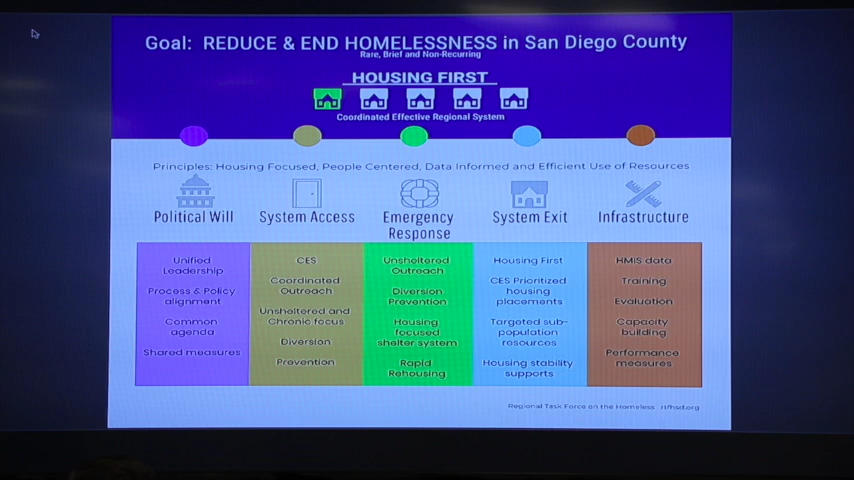 Goal: REDUCE & END HOMELESSNESS in San Diego County
Rare, Brief and Non-Recurring
HOUSING FIRST
Coordinated Effective Regional System
Principles: Housing Focused, People Centered, Data Informed and Efficient Use of Resources
Political Will
System Access
Emergency
Response
System Exit
Infrastructure
Unified
Leadership
Process & Policy
alignment
Common
agenda
Shared measures
CES
Coordinated
Outreach
Unsheltered and
Chronic focus
Diversion
Prevention
Unsheltered
Outreach
Diversion
Prevention
Housing
focused
shelter system
Rapid
Rehousing
Housing First
CES Prioritized
housing
placements
Targeted sub-
population
resources
Housing stability
supports
HMIS data
Training
Evaluation
Capacity
building
Performance
measures
Regional Task Force on the Homeless rtfhsd.org